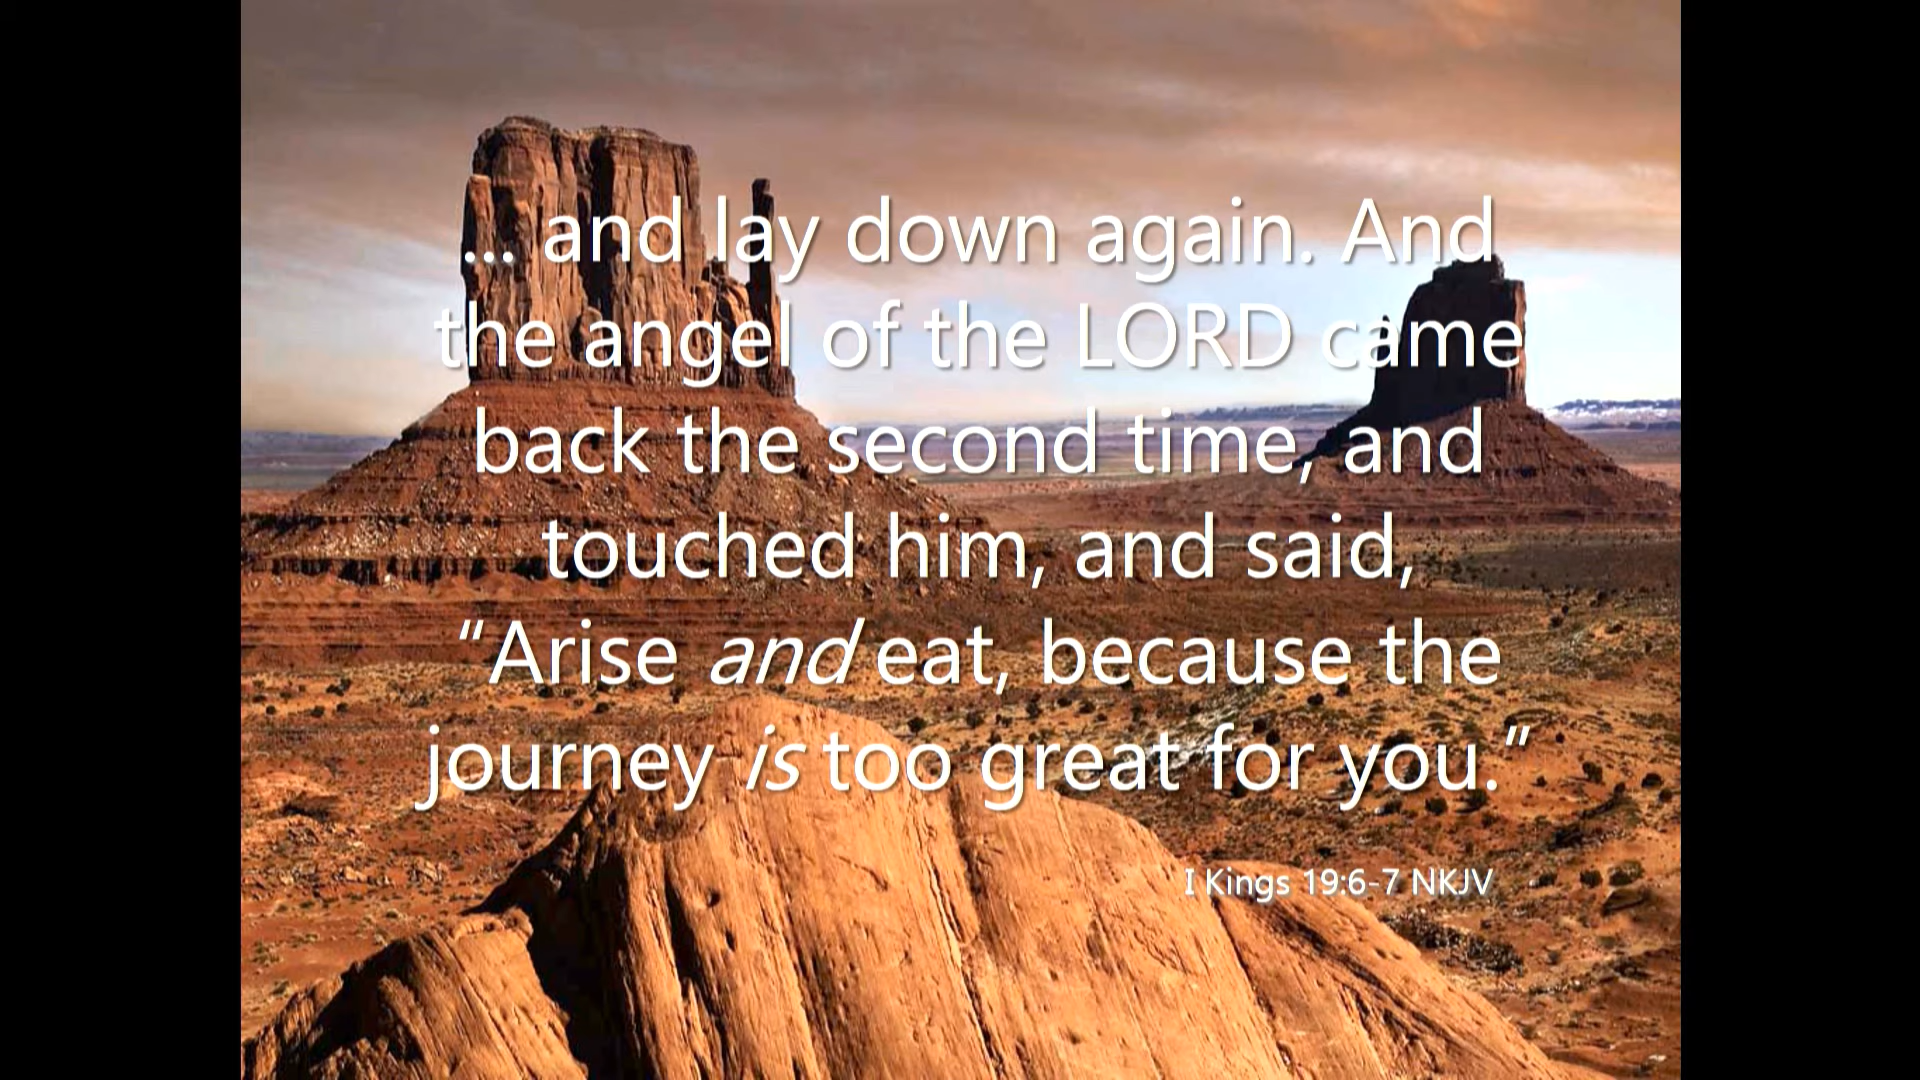 ... and lay down again. And
the angel of the LORD came
back the second time, and
touched him, and said,
“Arise and eat, because the
journey is too great for you.”
I Kings 19:6-7 NKJV